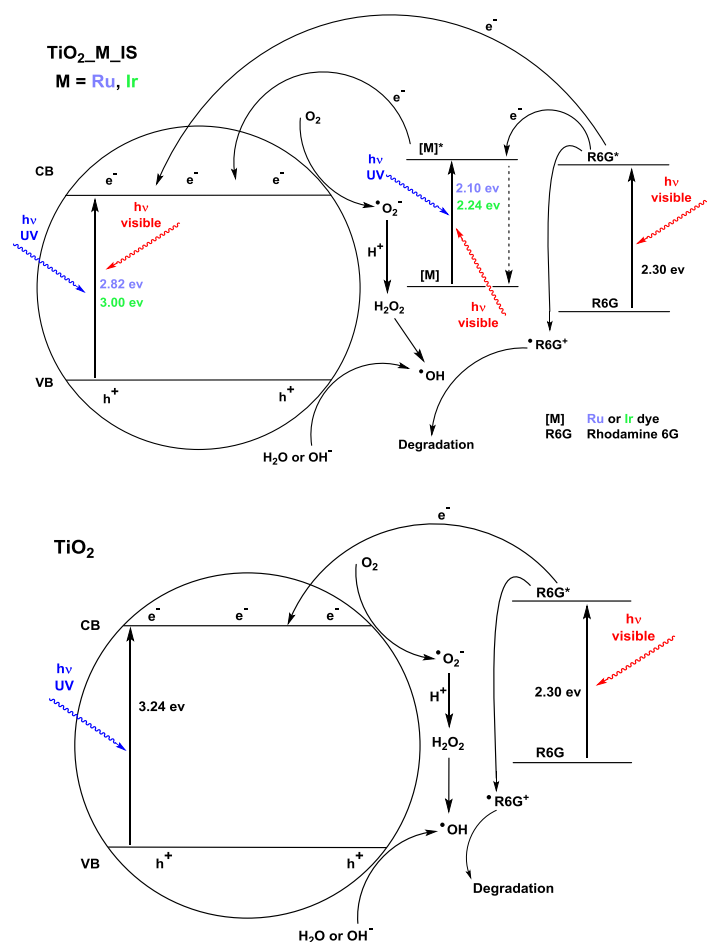 TiO₂_M_IS
M = Ru, Ir
e⁻
e⁻
e⁻
O₂
[M]*
R6G*
CB
e⁻ e⁻ e⁻
hν
UV
2.10 ev
2.24 ev
hν
visible
hν
visible
hν
UV
•O₂⁻
H⁺
2.30 ev
2.82 ev
3.00 ev
[M]
H₂O₂
hν
visible
R6G
•R6G⁺
VB
h⁺ h⁺
•OH
[M] Ru or Ir dye
R6G Rhodamine 6G
Degradation
H₂O or OH⁻
TiO₂
e⁻
O₂
R6G*
CB
e⁻ e⁻ e⁻
hν
visible
hν
UV
•O₂⁻
H⁺
3.24 ev
2.30 ev
H₂O₂
R6G
•R6G⁺
•OH
VB
h⁺ h⁺
Degradation
H₂O or OH⁻